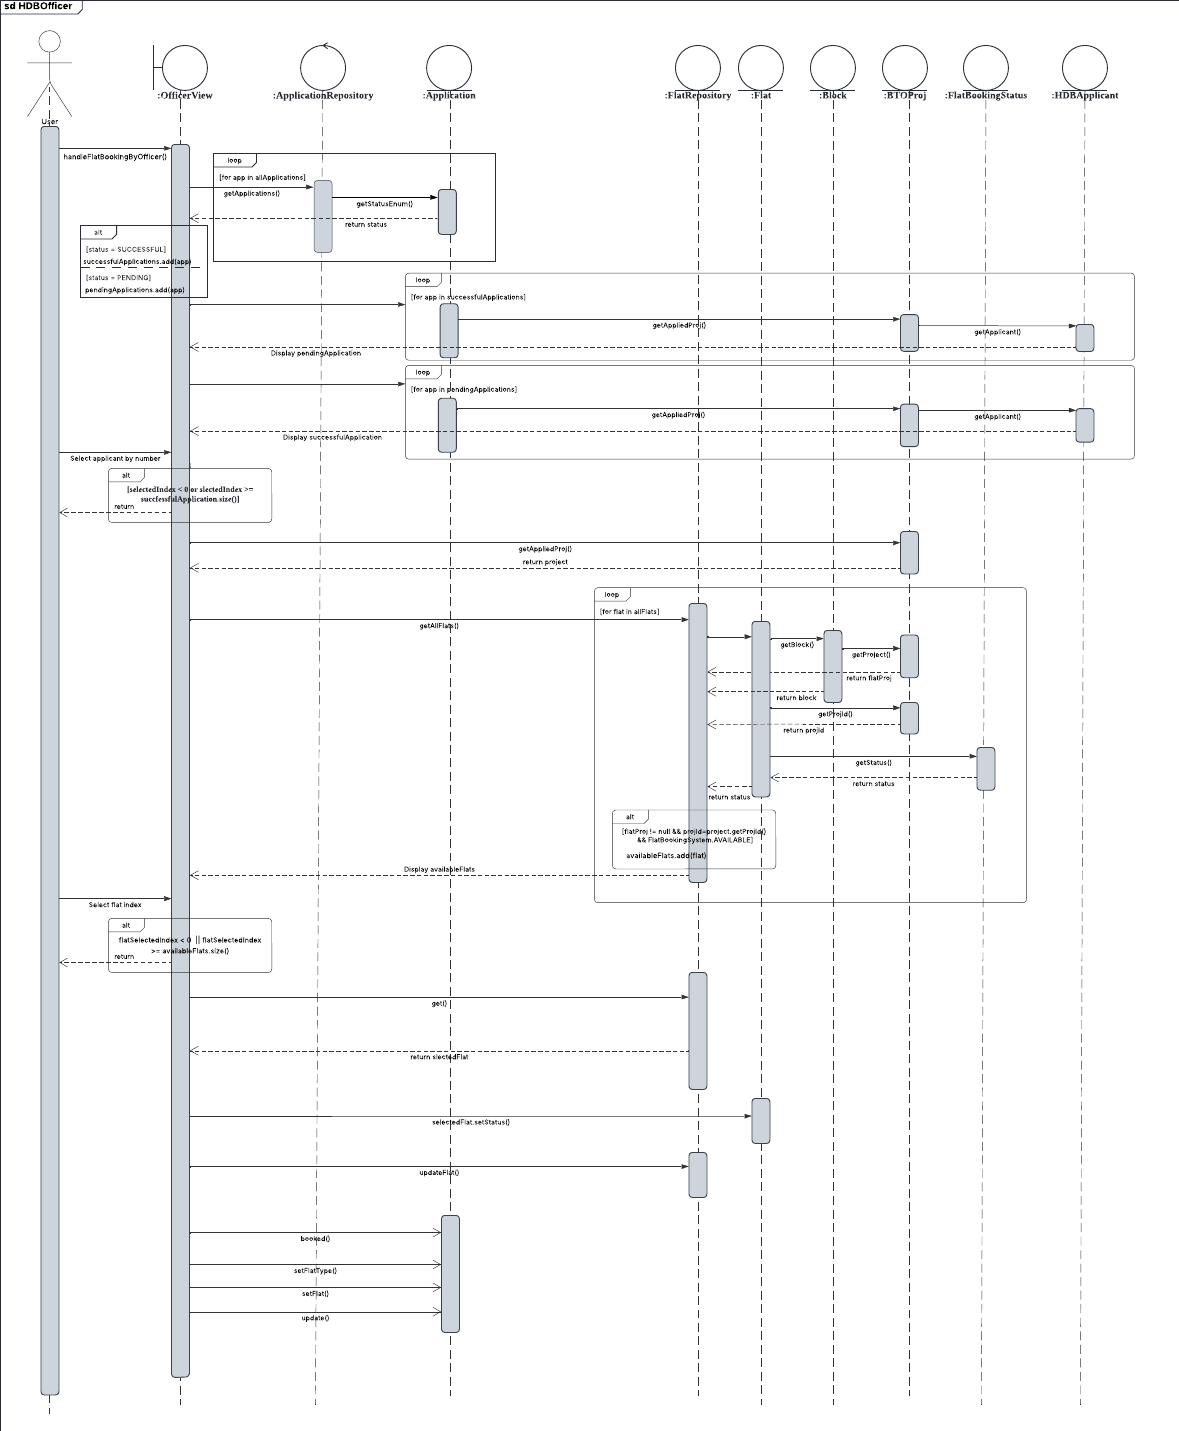 sd HDBOfficer
:OfficerView
:ApplicationRepository
:Application
:FlatRepository
:Flat
:Block
:BTOProj
:FlatBookingStatus
:HDBApplicant
User
handleFlatBookingByOfficer()
loop
[for app in allApplications]
getApplications()
getStatusEnum()
return status
alt
[status = SUCCESSFUL]
successfulApplications.add(app)
[status = PENDING]
pendingApplications.add(app)
loop
[for app in successfulApplications]
getAppliedProj()
getApplicant()
Display pendingApplication
loop
[for app in pendingApplications]
getAppliedProj()
getApplicant()
Display successfulApplication
Select applicant by number
alt
[selectedIndex < 0 or slectedIndex >=
succfessfulApplication.size()]
return
getAppliedProj()
return project
loop
[for flat in allFlats]
getAllFlats()
getBlock()
getProject()
return flatProj
return block
getProjId()
return projId
getStatus()
return status
return status
alt
[flatProj != null && projId=project.getProjId()
&& FlatBookingSystem.AVAILABLE]
availableFlats.add(flat)
Display availableFlats
Select flat index
alt
flatSelectedIndex < 0 || flatSelectedIndex
>= availableFlats.size()
return
get()
return slectedFlat
selectedFlat.setStatus()
updateFlat()
booked()
setFlatType()
setFlat()
update()